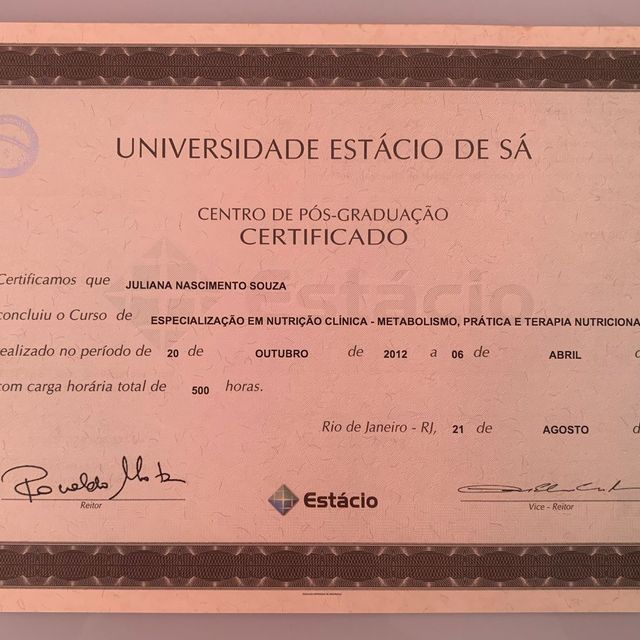 UNIVERSIDADE ESTÁCIO DE SÁ
CENTRO DE PÓS-GRADUAÇÃO
CERTIFICADO
Certificamos que JULIANA NASCIMENTO SOUZA
concluiu o Curso de ESPECIALIZAÇÃO EM NUTRIÇÃO CLÍNICA - METABOLISMO, PRÁTICA E TERAPIA NUTRICIONA
realizado no período de 20 de OUTUBRO de 2012 a 06 de ABRIL d
com carga horária total de 500 horas.
Rio de Janeiro - RJ, 21 de AGOSTO d
Reitor
Vice - Reitor
Estácio